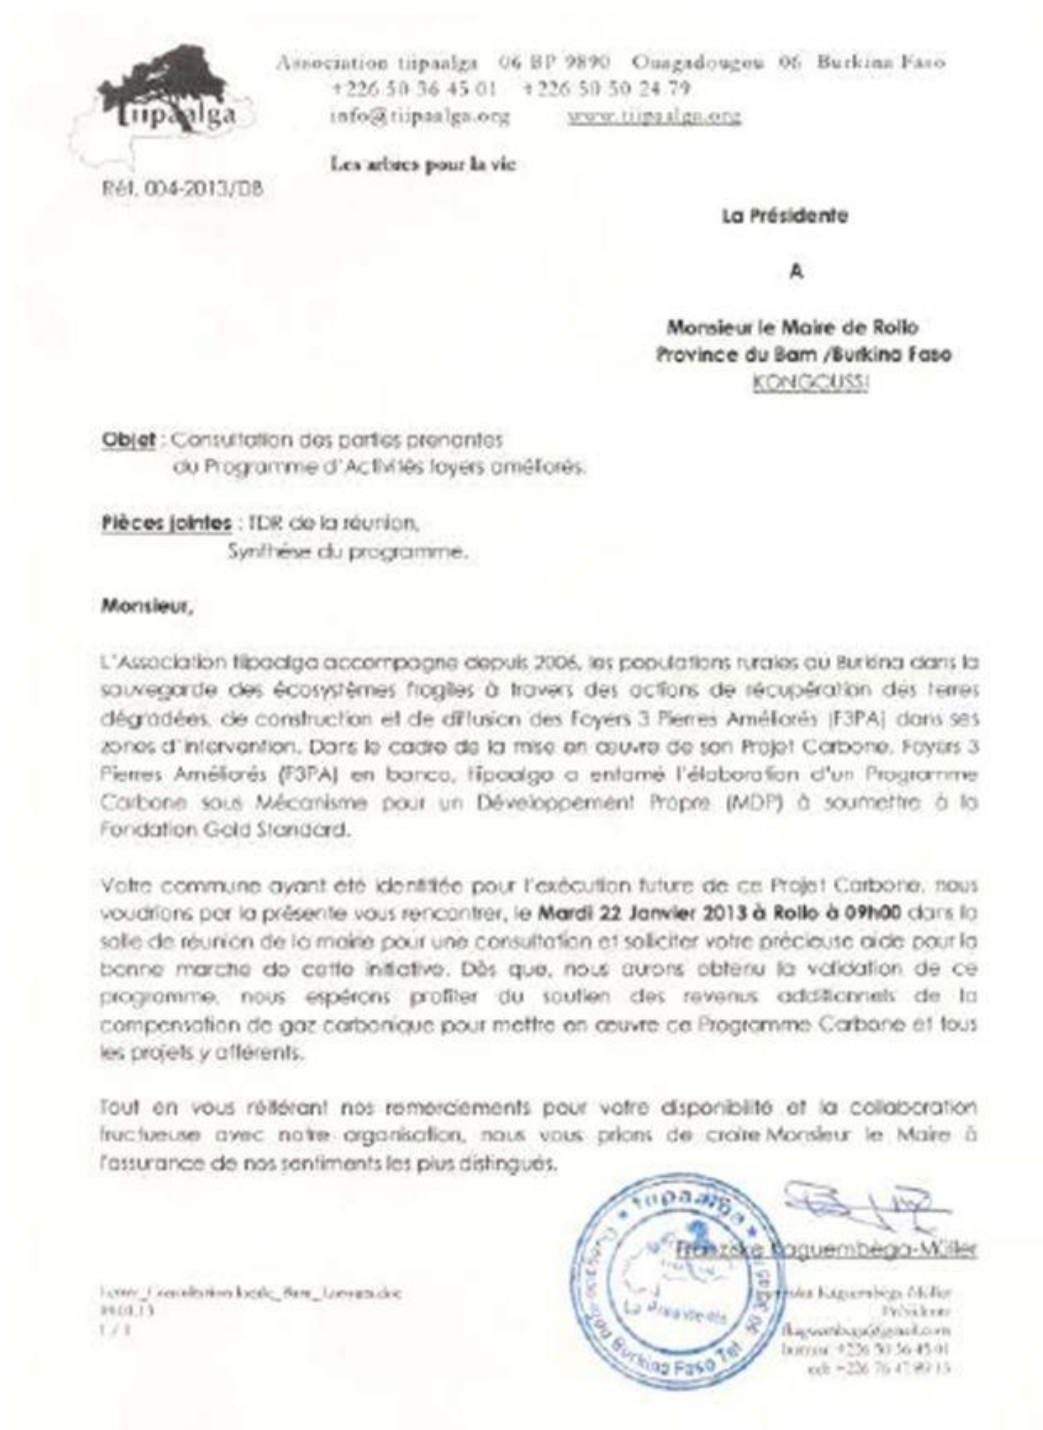 Association tiipaalga 06 BP 9890 Ouagadougou 06 Burkina Faso
+226 50 36 45 01 +226 50 50 24 79
tiipaalga
info@tiipaalga.org www.tiipaalga.org
Les arbres pour la vie
Réf. 004-2013/DB
La Présidente
A
Monsieur le Maire de Rollo
Province du Bam /Burkina Faso
KONGOUSSI
Objet : Consultation des parties prenantes
du Programme d'Activités foyers améliorés.
Pièces jointes : TDR de la réunion,
Synthèse du programme.
Monsieur,
L'Association tiipaalga accompagne depuis 2006, les populations rurales au Burkina dans la
sauvegarde des écosystèmes fragiles à travers des actions de récupération des terres
dégradées, de construction et de diffusion des Foyers 3 Pierres Améliorés (F3PA) dans ses
zones d'intervention. Dans le cadre de la mise en œuvre de son Projet Carbone, Foyers 3
Pierres Améliorés (F3PA) en banco, tiipaalga a entamé l'élaboration d'un Programme
Carbone sous Mécanisme pour un Développement Propre (MDP) à soumettre à la
Fondation Gold Standard.
Votre commune ayant été identifiée pour l'exécution future de ce Projet Carbone, nous
voudrions par la présente vous rencontrer, le Mardi 22 Janvier 2013 à Rollo à 09h00 dans la
salle de réunion de la mairie pour une consultation et solliciter votre précieuse aide pour la
bonne marche de cette initiative. Dès que, nous aurons obtenu la validation de ce
programme, nous espérons profiter du soutien des revenus additionnels de la
compensation de gaz carbonique pour mettre en œuvre ce Programme Carbone et tous
les projets y afférents.
Tout en vous réitérant nos remerciements pour votre disponibilité et la collaboration
fructueuse avec notre organisation, nous vous prions de croire Monsieur le Maire à
l'assurance de nos sentiments les plus distingués.
tiipaalga
La Présidente
Burkina Faso Tel
Franziska Kaguembèga-Müller
Kaguembèga-Müller
Présidente
bureau +226 50 36 45 01
09.01.13
1 / 1